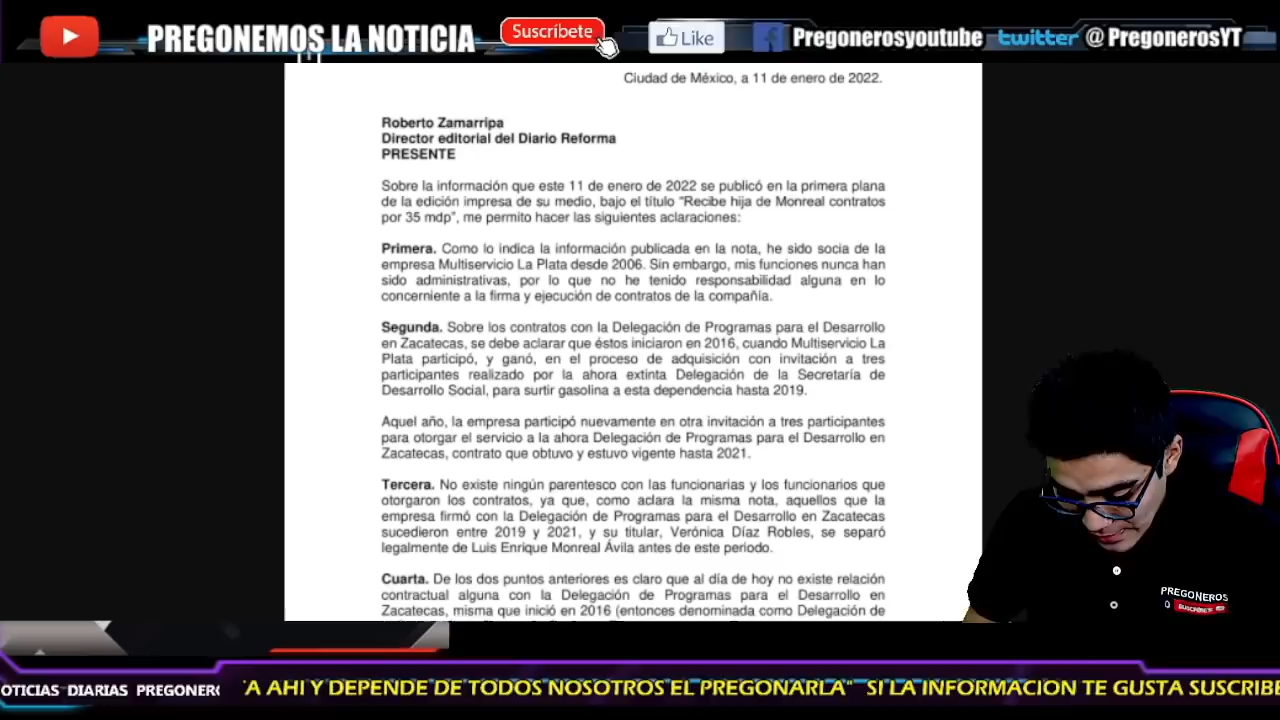 PREGONEMOS LA NOTICIA
Suscríbete
Like
Pregonerosyoutube
twitter @PregonerosYT
Ciudad de México, a 11 de enero de 2022.
Roberto Zamarripa
Director editorial del Diario Reforma
PRESENTE
Sobre la información que este 11 de enero de 2022 se publicó en la primera plana
de la edición impresa de su medio, bajo el título “Recibe hija de Monreal contratos
por 35 mdp”, me permito hacer las siguientes aclaraciones:
Primera. Como lo indica la información publicada en la nota, he sido socia de la
empresa Multiservicio La Plata desde 2006. Sin embargo, mis funciones nunca han
sido administrativas, por lo que no he tenido responsabilidad alguna en lo
concerniente a la firma y ejecución de contratos de la compañía.
Segunda. Sobre los contratos con la Delegación de Programas para el Desarrollo
en Zacatecas, se debe aclarar que éstos iniciaron en 2016, cuando Multiservicio La
Plata participó, y ganó, en el proceso de adquisición con invitación a tres
participantes realizado por la ahora extinta Delegación de la Secretaría de
Desarrollo Social, para surtir gasolina a esta dependencia hasta 2019.
Aquel año, la empresa participó nuevamente en otra invitación a tres participantes
para otorgar el servicio a la ahora Delegación de Programas para el Desarrollo en
Zacatecas, contrato que obtuvo y estuvo vigente hasta 2021.
Tercera. No existe ningún parentesco con las funcionarias y los funcionarios que
otorgaron los contratos, ya que, como aclara la misma nota, aquellos que la
empresa firmó con la Delegación de Programas para el Desarrollo en Zacatecas
sucedieron entre 2019 y 2021, y su titular, Verónica Díaz Robles, se separó
legalmente de Luis Enrique Monreal Ávila antes de este periodo.
Cuarta. De los dos puntos anteriores es claro que al día de hoy no existe relación
contractual alguna con la Delegación de Programas para el Desarrollo en
Zacatecas, misma que inició en 2016 (entonces denominada como Delegación de
PREGONEROS
SUSCRIBETE
OTICIAS DIARIAS PREGONER
'A AHI Y DEPENDE DE TODOS NOSOTROS EL PREGONARLA" SI LA INFORMACION TE GUSTA SUSCRIBE